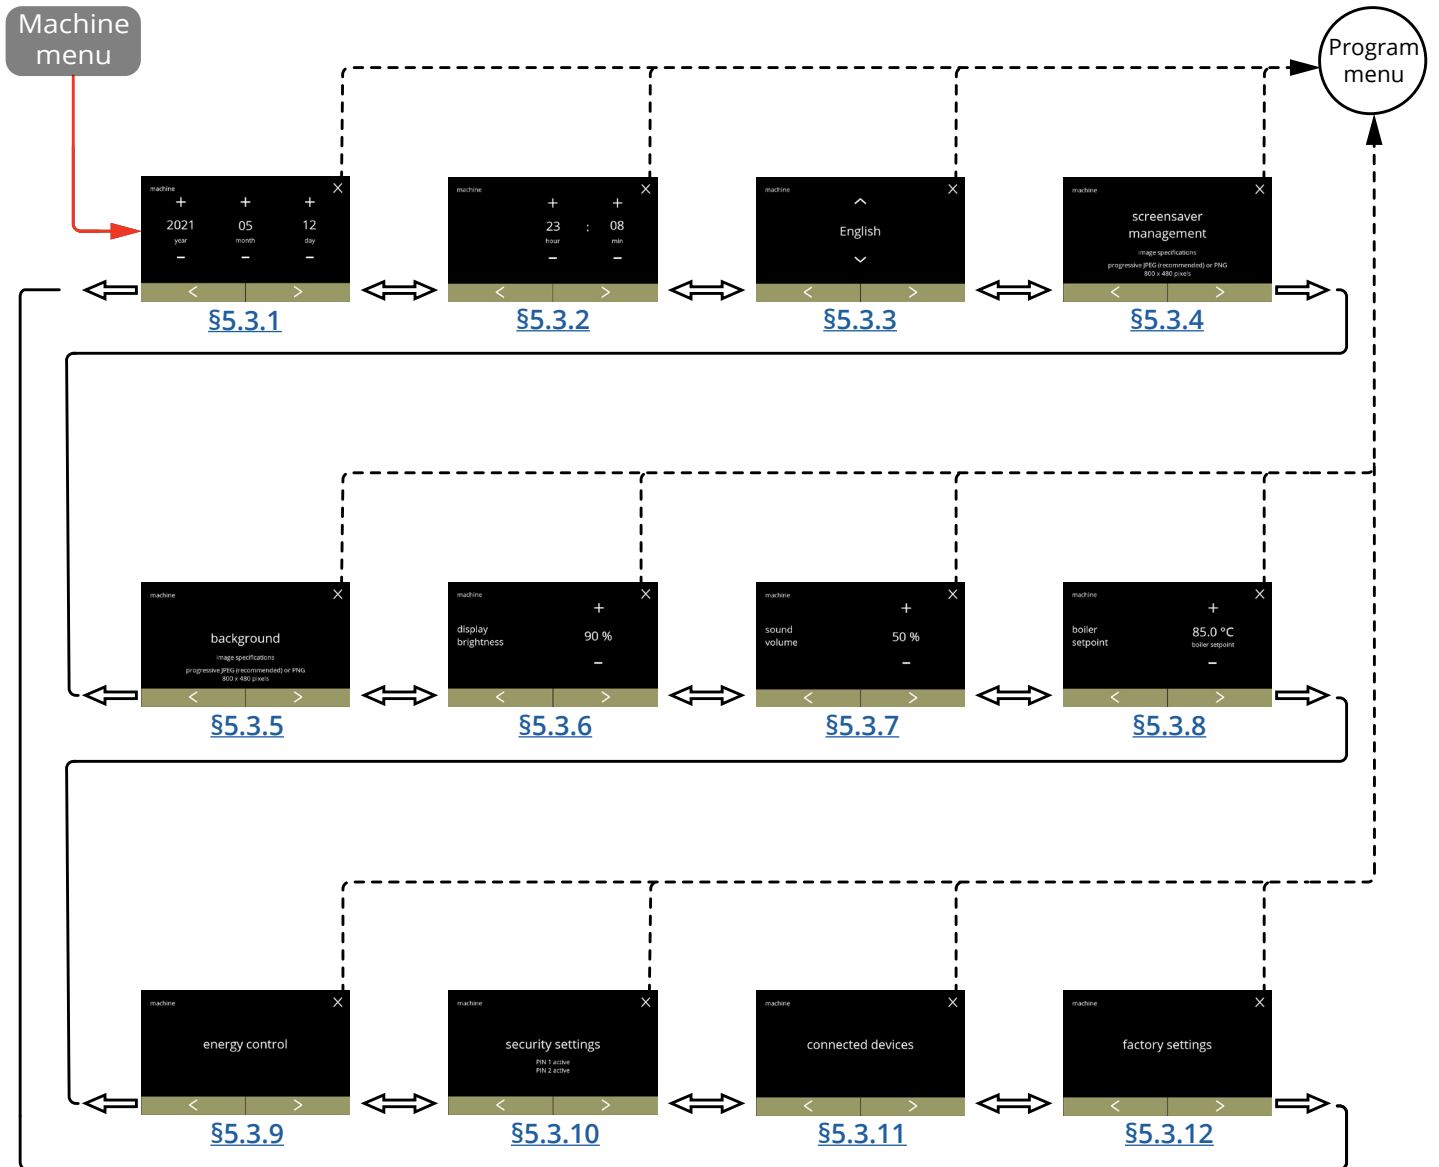 Machine
menu
Program
menu
machine
X
+ + +
2021 05 12
year month day
− − −
< >
§5.3.1
machine
X
+ +
23 : 08
hour min
− −
< >
§5.3.2
machine
X
English
< >
§5.3.3
machine
X
screensaver
management
image specifications
progressive JPEG (recommended) or PNG
800 x 480 pixels
< >
§5.3.4
machine
X
background
image specifications
progressive JPEG (recommended) or PNG
800 x 480 pixels
< >
§5.3.5
machine
X
+
display
brightness
90 %
−
< >
§5.3.6
machine
X
+
sound
volume
50 %
−
< >
§5.3.7
machine
X
+
boiler
setpoint
85.0 °C
boiler setpoint
−
< >
§5.3.8
machine
X
energy control
< >
§5.3.9
machine
X
security settings
PIN 1 active
PIN 2 active
< >
§5.3.10
machine
X
connected devices
< >
§5.3.11
machine
X
factory settings
< >
§5.3.12